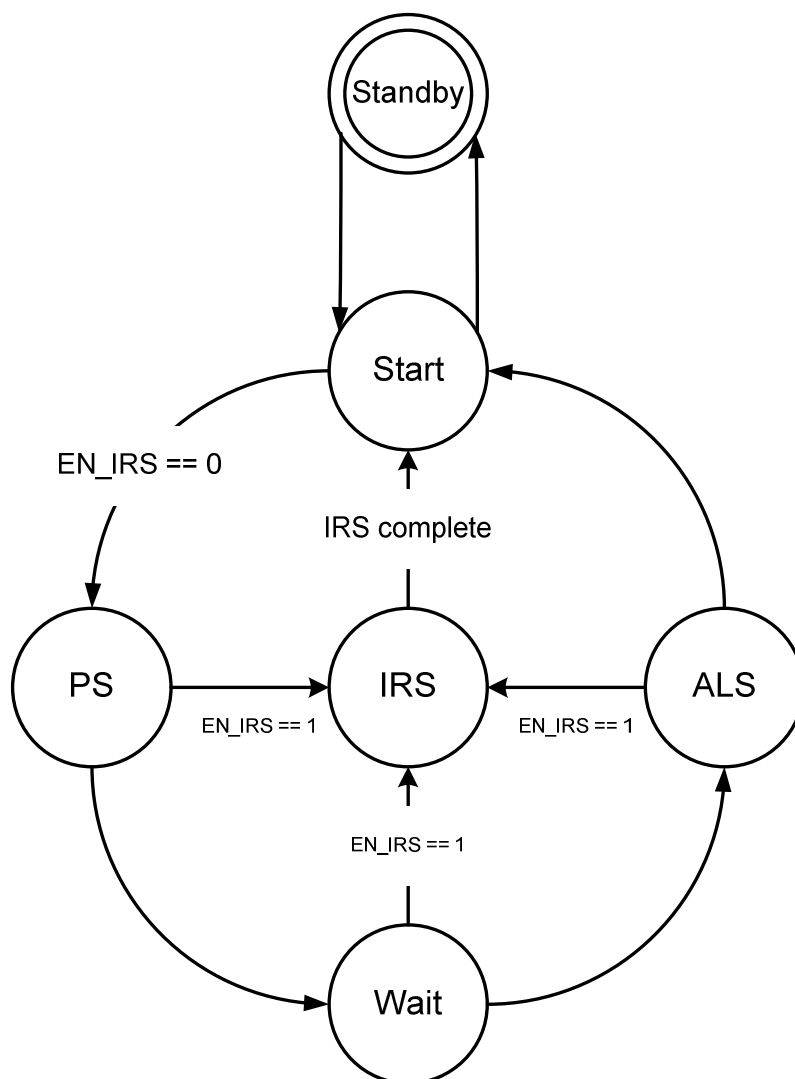 Standby
Start
EN_IRS == 0
IRS complete
PS
IRS
ALS
EN_IRS == 1
EN_IRS == 1
EN_IRS == 1
Wait